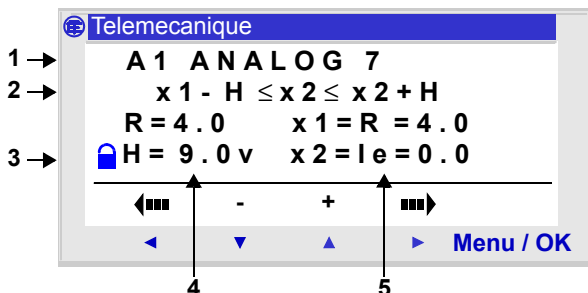 Telemecanique
1 A1 ANALOG 7
2 x1 - H ≤ x2 ≤ x2 + H
R = 4.0 x1 = R = 4.0
3 H = 9.0 v x2 = Ie = 0.0
- +
Menu / OK
4 5